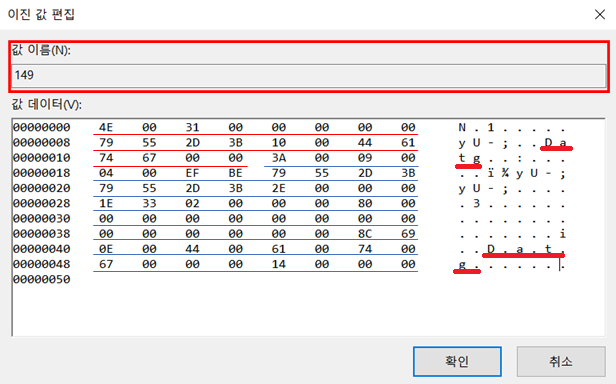 이진 값 편집
값 이름(N):
149
값 데이터(V):
00000000 4E 00 31 00 00 00 00 00 N . 1 . . . . .
00000008 79 55 2D 3B 10 00 44 61 y U - ; . . D a
00000010 74 67 00 00 3A 00 09 00 t g . . : . . .
00000018 04 00 EF BE 79 55 2D 3B . . ï ¾ y U - ;
00000020 79 55 2D 3B 2E 00 00 00 y U - ; . . . .
00000028 1E 33 02 00 00 00 80 00 . 3 . . . . . .
00000030 00 00 00 00 00 00 00 00 . . . . . . . .
00000038 00 00 00 00 00 00 8C 69 . . . . . . . i
00000040 0E 00 44 00 61 00 74 00 . . D . a . t .
00000048 67 00 00 00 14 00 00 00 g . . . . . . .
00000050
확인
취소